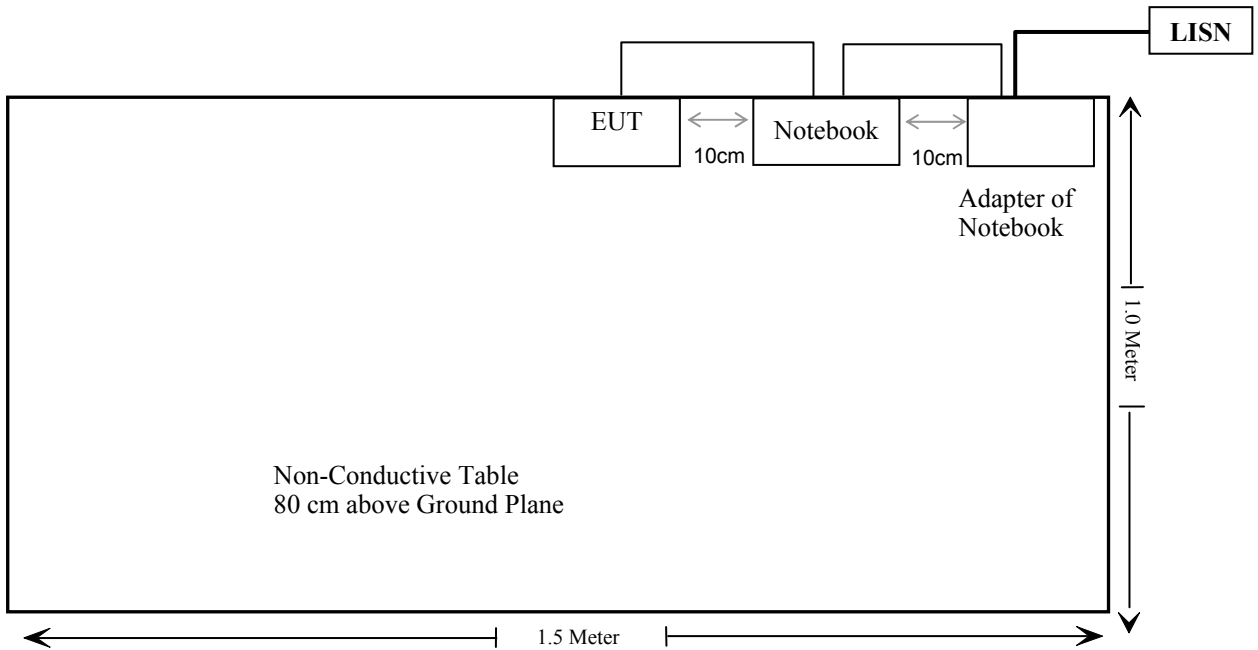 LISN
EUT
Notebook
10cm
10cm
Adapter of
Notebook
1.0 Meter
Non-Conductive Table
80 cm above Ground Plane
1.5 Meter